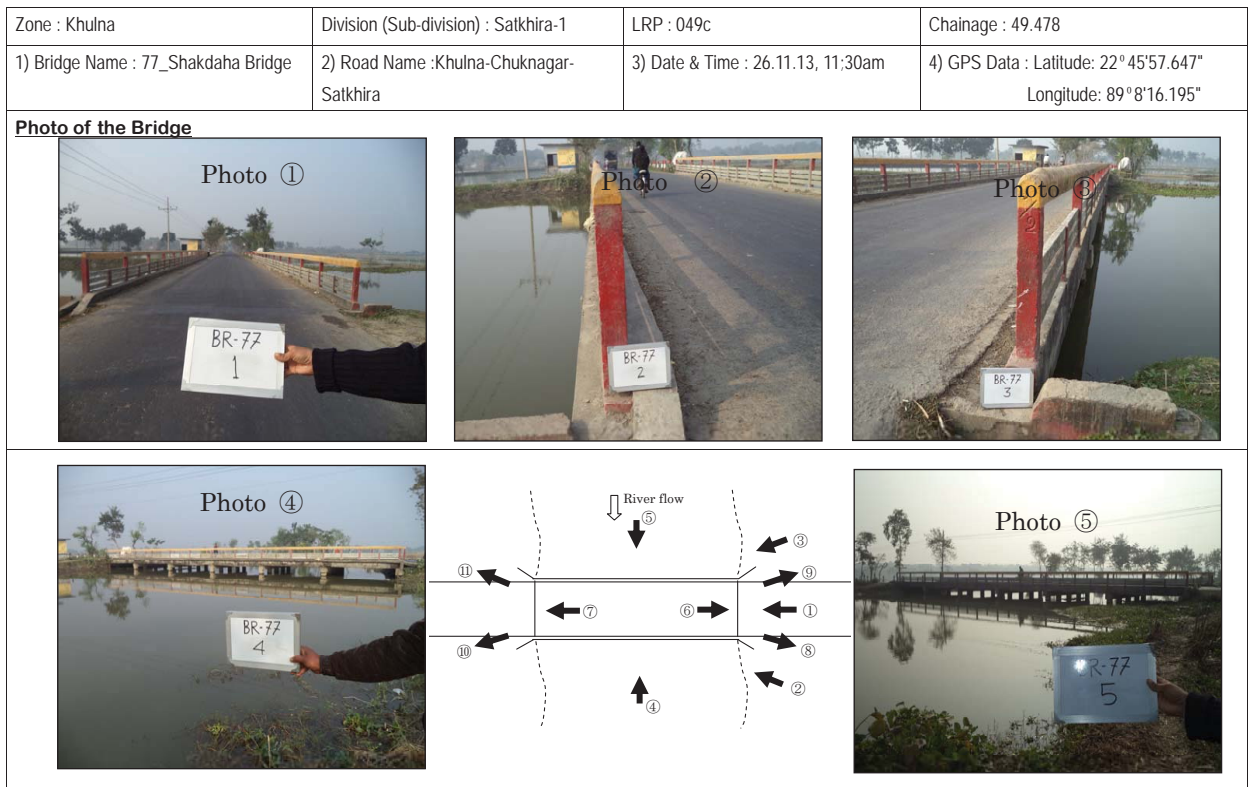 Zone : Khulna
Division (Sub-division) : Satkhira-1
LRP : 049c
Chainage : 49.478
1) Bridge Name : 77_Shakdaha Bridge
2) Road Name :Khulna-Chuknagar-
Satkhira
3) Date & Time : 26.11.13, 11;30am
4) GPS Data : Latitude: 22°45'57.647"
Longitude: 89°8'16.195"
Photo of the Bridge
Photo ①
BR-77
1
Photo ②
BR-77
2
Photo ③
BR-77
3
Photo ④
BR-77
4
River flow
⑤
③
⑪
⑨
⑦
⑥
①
⑩
⑧
②
④
Photo ⑤
BR-77
5